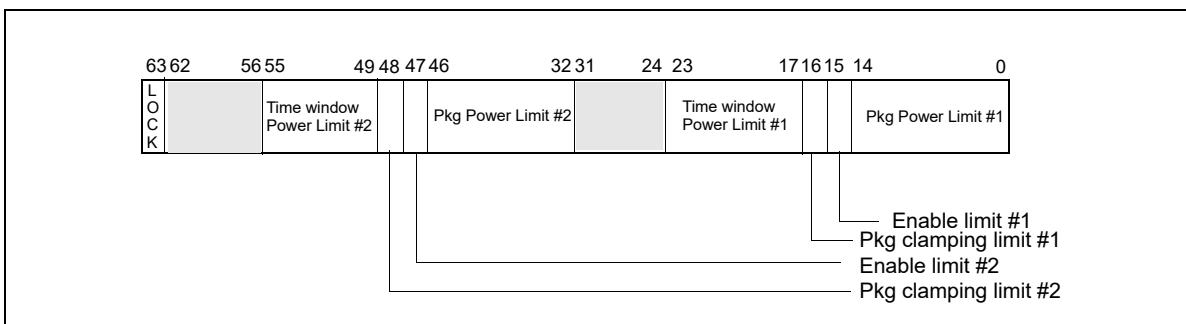 63 62 56 55 49 48 47 46 32 31 24 23 17 16 15 14 0
LOCK
Time window
Power Limit #2
Pkg Power Limit #2
Time window
Power Limit #1
Pkg Power Limit #1
Enable limit #1
Pkg clamping limit #1
Enable limit #2
Pkg clamping limit #2